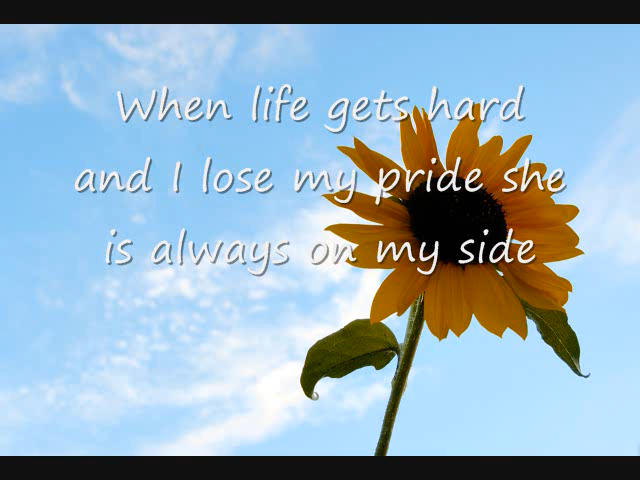 When life gets hard
and I lose my pride she
is always on my side